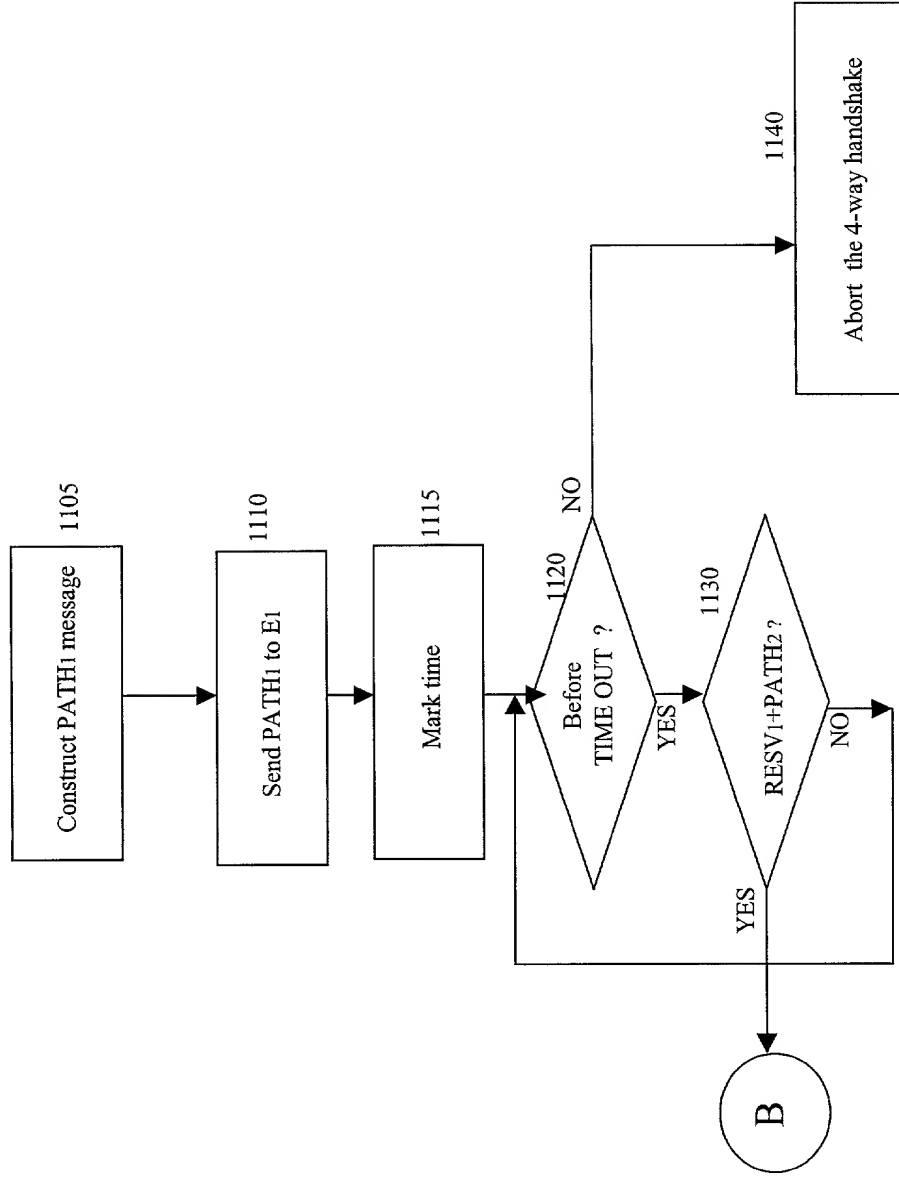 Construct PATH1 message
1105
Send PATH1 to E1
1110
Mark time
1115
Before
TIME OUT ?
1120
NO
YES
RESV1+PATH2 ?
1130
YES
NO
B
Abort the 4-way handshake
1140